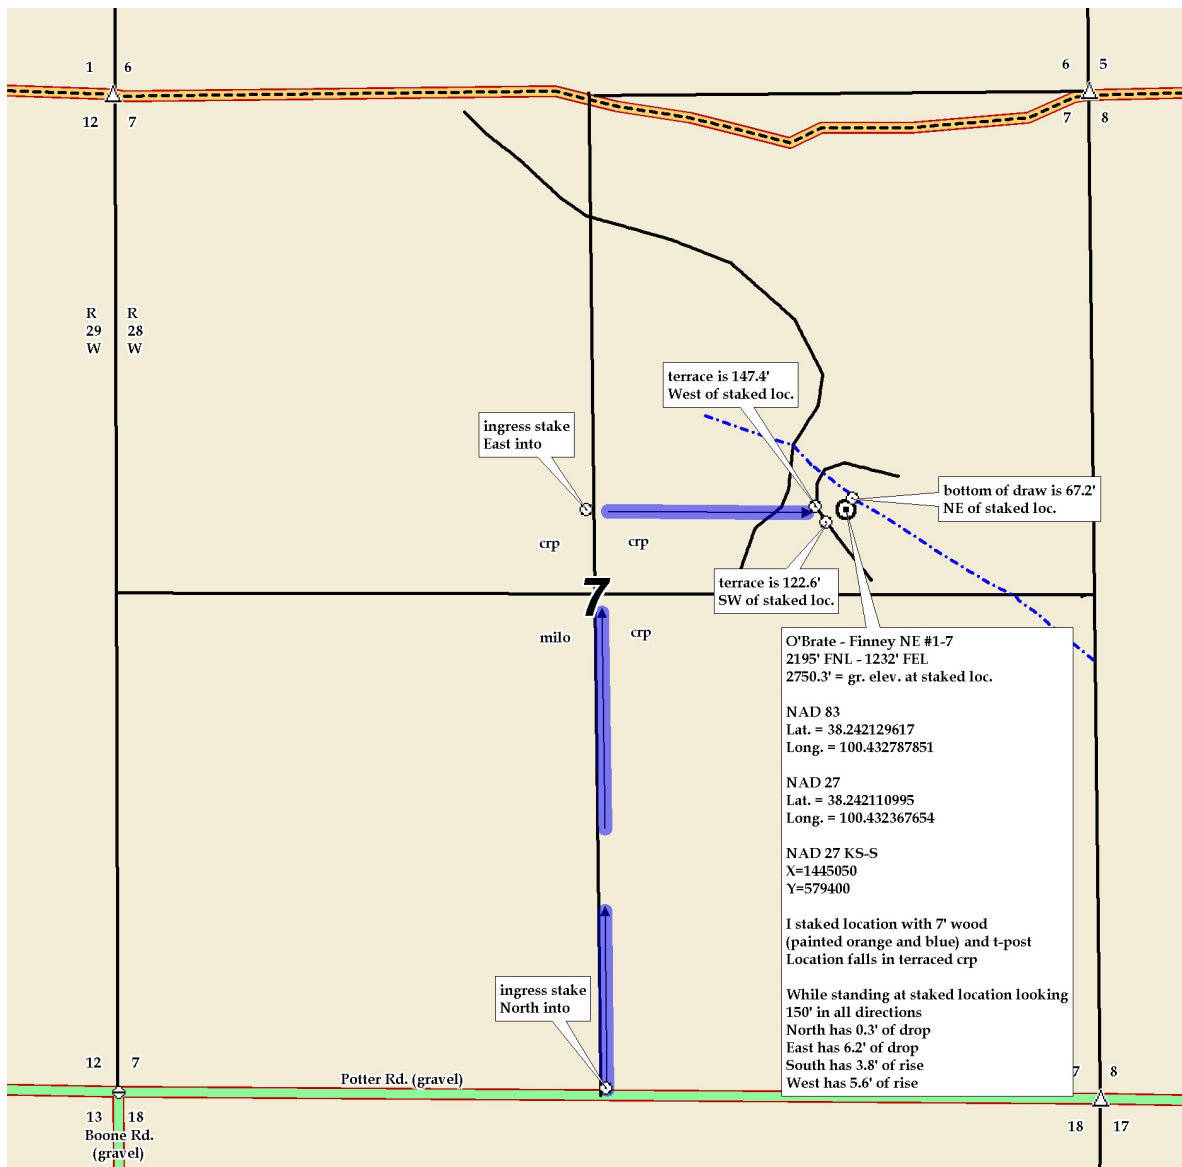 1 6
6 5
12 7
7 8
R R
29 28
W W
terrace is 147.4'
West of staked loc.
ingress stake
East into
bottom of draw is 67.2'
NE of staked loc.
crp
crp
terrace is 122.6'
SW of staked loc.
7
milo
crp
O'Brate - Finney NE #1-7
2195' FNL - 1232' FEL
2750.3' = gr. elev. at staked loc.
NAD 83
Lat. = 38.242129617
Long. = 100.432787851
NAD 27
Lat. = 38.242110995
Long. = 100.432367654
NAD 27 KS-S
X=1445050
Y=579400
I staked location with 7' wood
(painted orange and blue) and t-post
Location falls in terraced crp
While standing at staked location looking
150' in all directions
North has 0.3' of drop
East has 6.2' of drop
South has 3.8' of rise
West has 5.6' of rise
ingress stake
North into
12 7
7 8
Potter Rd. (gravel)
13 18
18 17
Boone Rd.
(gravel)